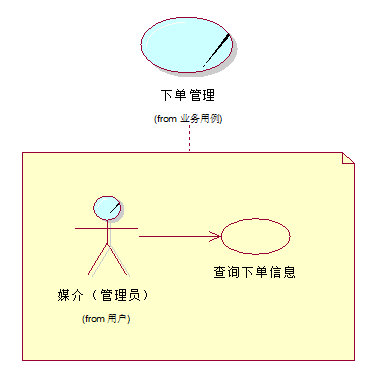 下单管理
(from 业务用例)
查询下单信息
媒介（管理员）
(from 用户)